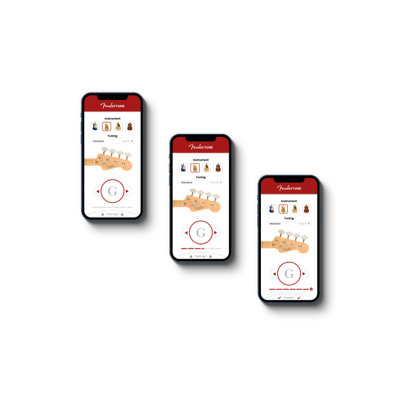 Fendertune
Instrument
Tuning
Standard
G
Fendertune
Instrument
Tuning
Standard
G
Fendertune
Instrument
Tuning
Standard
G